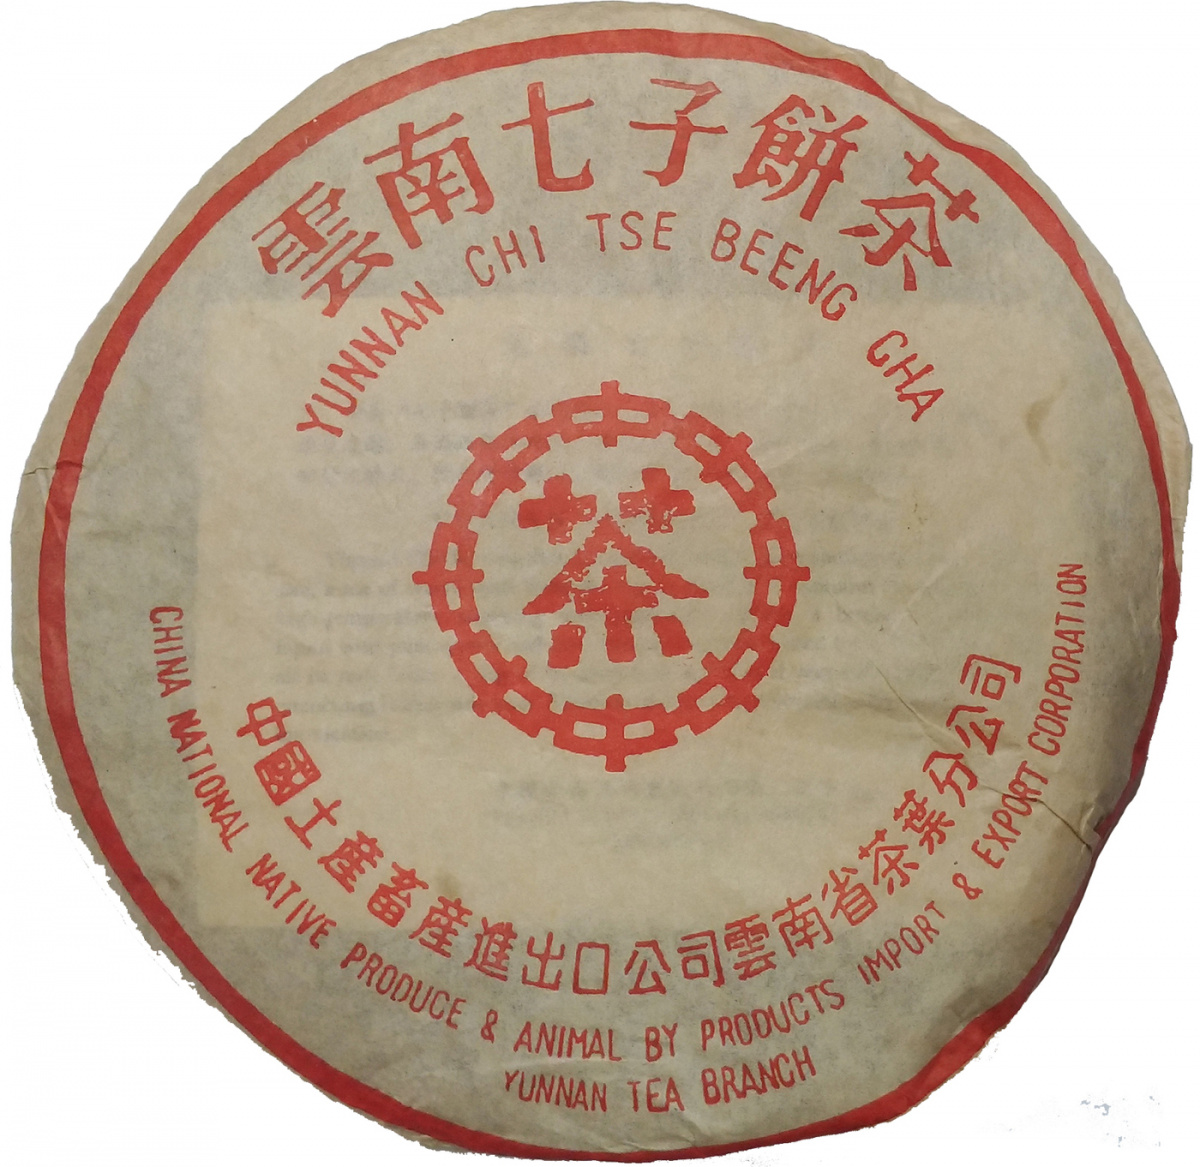 雲南七子餅茶
YUNNAN CHI TSE BEENG CHA
茶
中國土產畜產進出口公司雲南省茶葉分公司
CHINA NATIONAL NATIVE PRODUCE & ANIMAL BY PRODUCTS IMPORT & EXPORT CORPORATION
YUNNAN TEA BRANCH